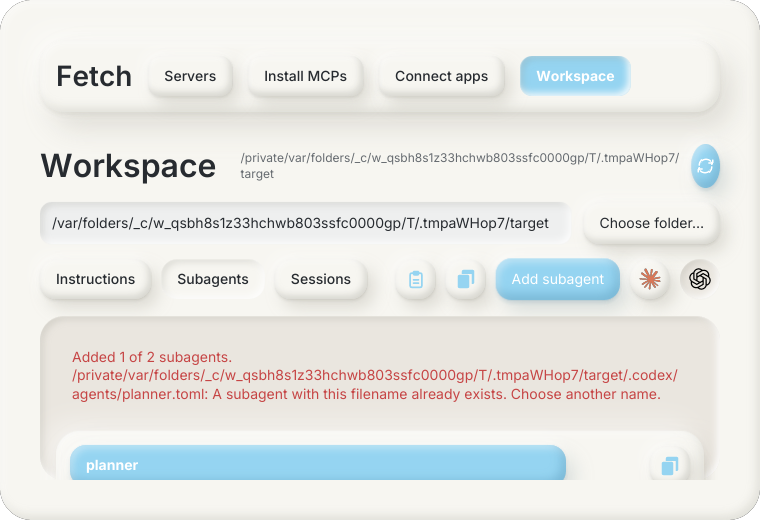 Fetch
Servers
Install MCPs
Connect apps
Workspace
Workspace
/private/var/folders/_c/w_qsbh8s1z33hchwb803ssfc0000gp/T/.tmpaWHop7/
target
/var/folders/_c/w_qsbh8s1z33hchwb803ssfc0000gp/T/.tmpaWHop7/target
Choose folder...
Instructions
Subagents
Sessions
Add subagent
Added 1 of 2 subagents.
/private/var/folders/_c/w_qsbh8s1z33hchwb803ssfc0000gp/T/.tmpaWHop7/target/.codex/
agents/planner.toml: A subagent with this filename already exists. Choose another name.
planner